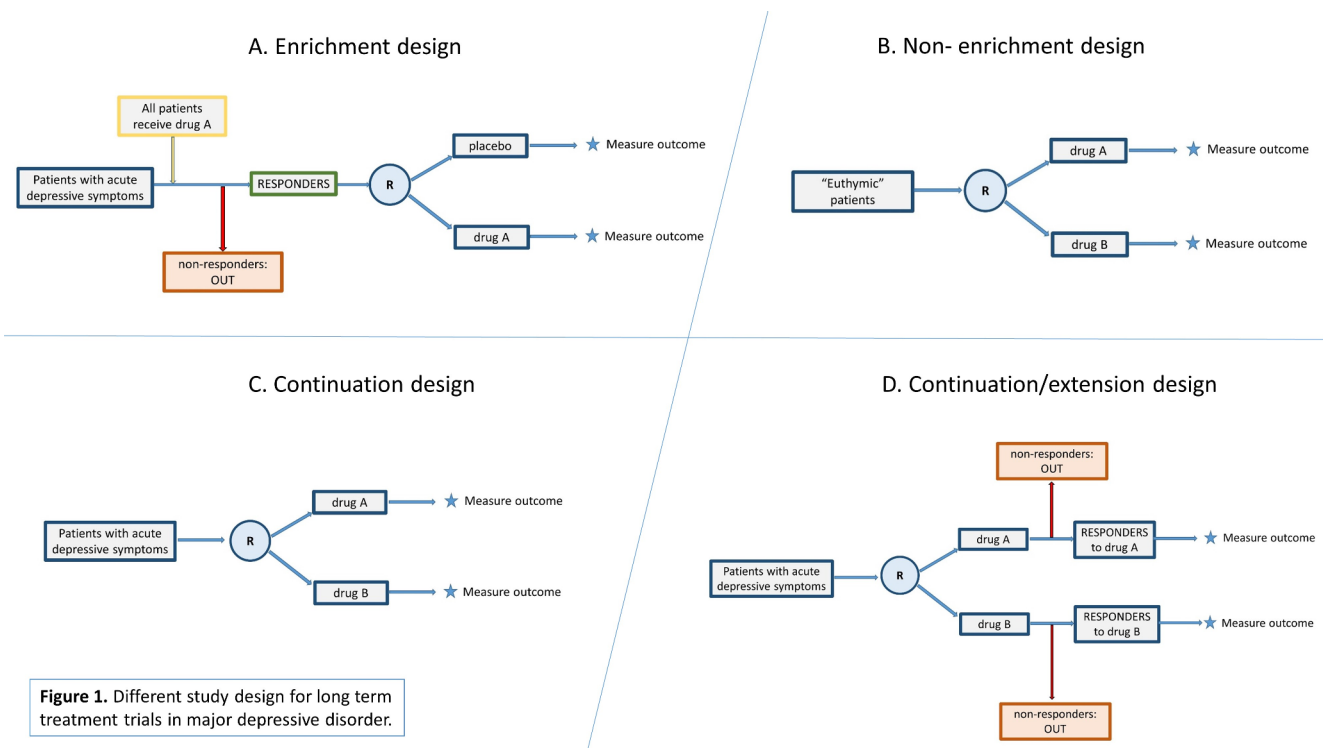 A. Enrichment design
All patients
receive drug A
Patients with acute
depressive symptoms
RESPONDERS
R
placebo
Measure outcome
drug A
Measure outcome
non-responders:
OUT
B. Non- enrichment design
“Euthymic”
patients
R
drug A
Measure outcome
drug B
Measure outcome
C. Continuation design
Patients with acute
depressive symptoms
R
drug A
Measure outcome
drug B
Measure outcome
D. Continuation/extension design
non-responders:
OUT
Patients with acute
depressive symptoms
R
drug A
RESPONDERS
to drug A
Measure outcome
drug B
RESPONDERS
to drug B
Measure outcome
non-responders:
OUT
Figure 1. Different study design for long term
treatment trials in major depressive disorder.